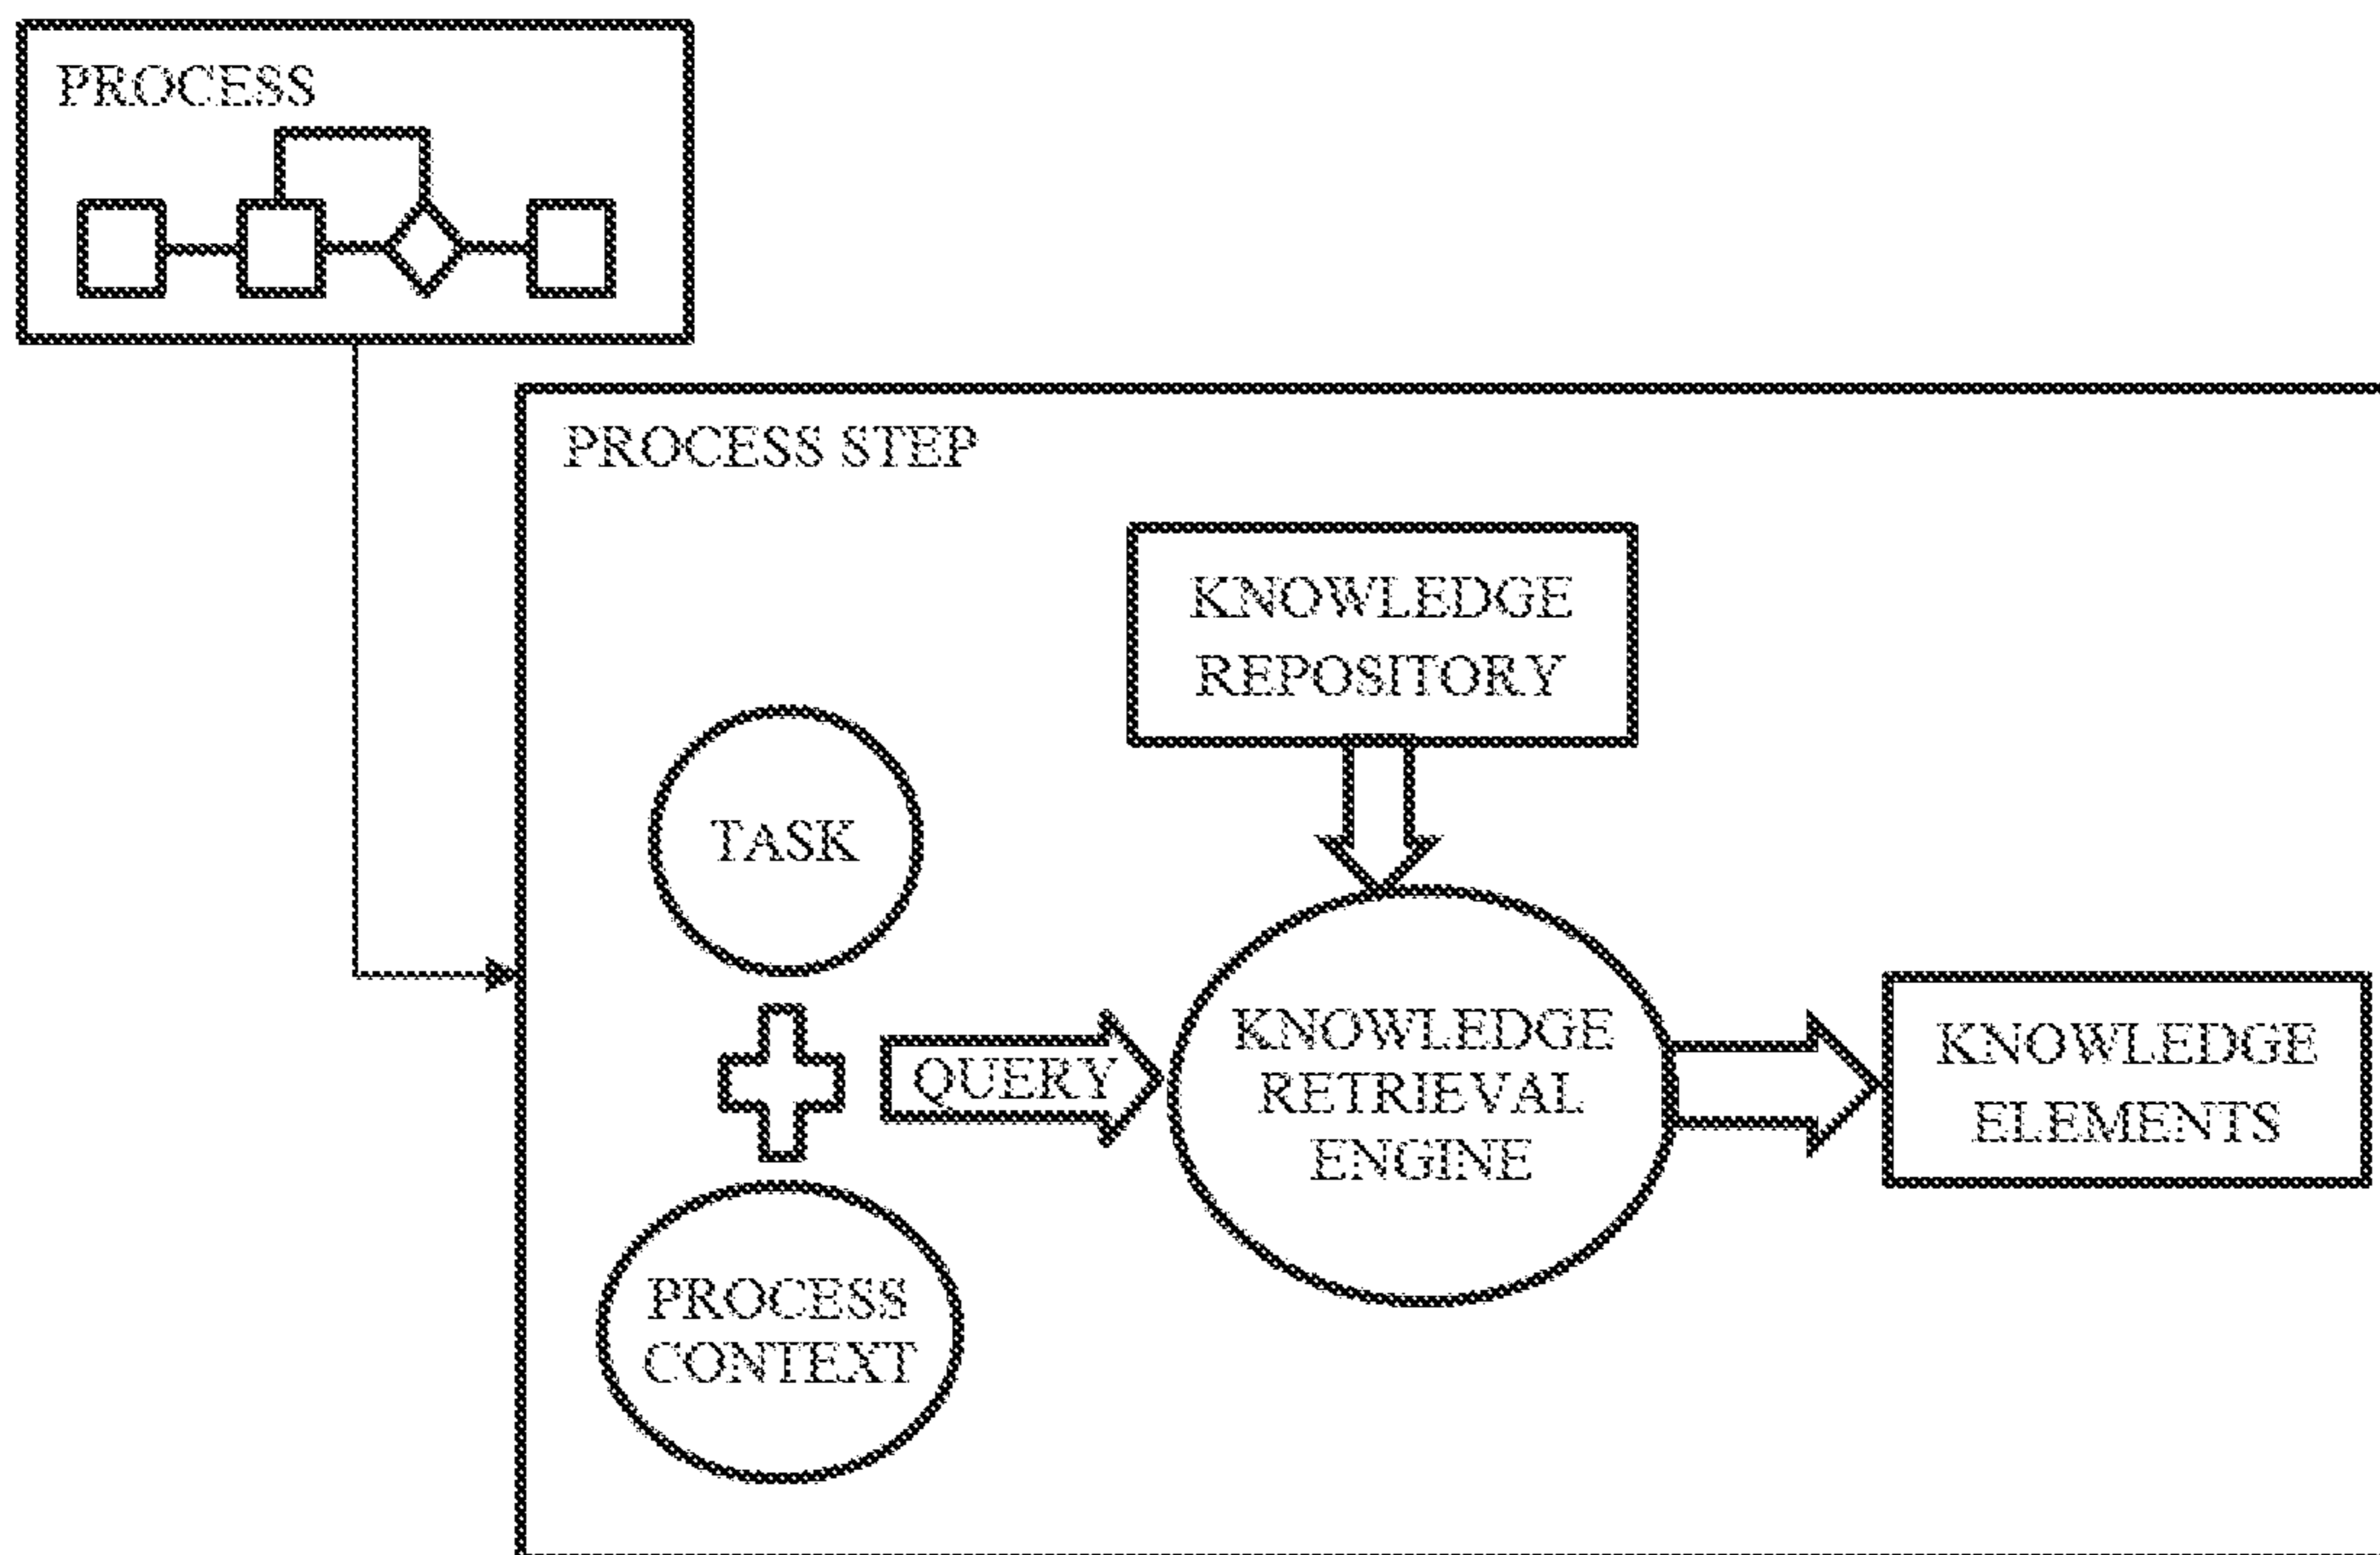 PROCESS
PROCESS STEP
KNOWLEDGE
REPOSITORY
TASK
QUERY
KNOWLEDGE
RETRIEVAL
ENGINE
KNOWLEDGE
ELEMENTS
PROCESS
CONTEXT